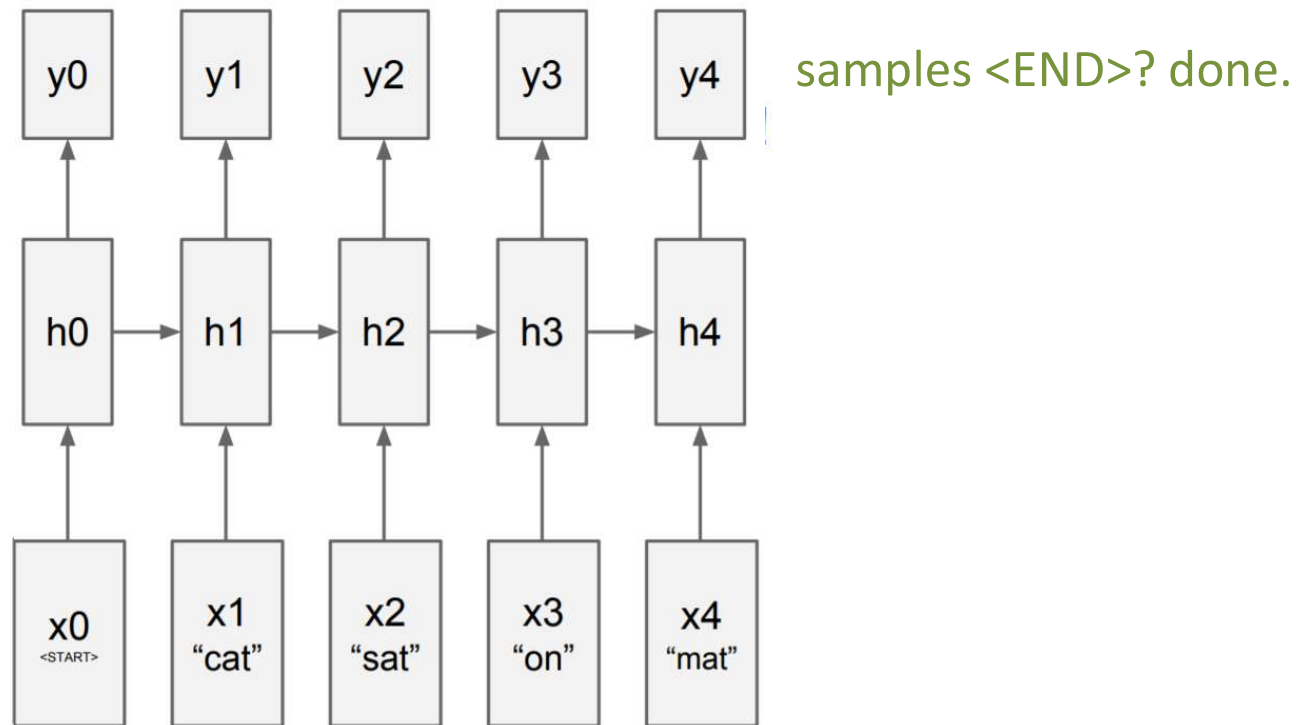 y0 y1 y2 y3 y4 samples <END>? done.
h0 h1 h2 h3 h4
x0 x1 x2 x3 x4
<START> “cat” “sat” “on” “mat”